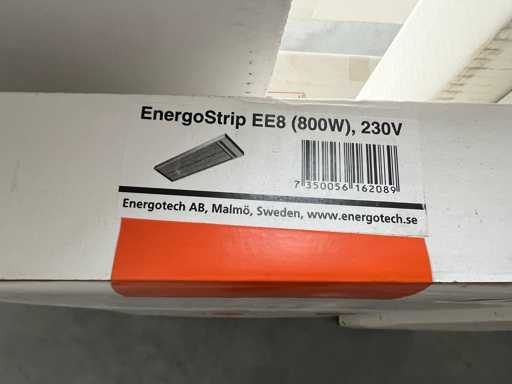 EnergoStrip EE8 (800W), 230V
7 350056 162089
Energotech AB, Malmö, Sweden, www.energotech.se